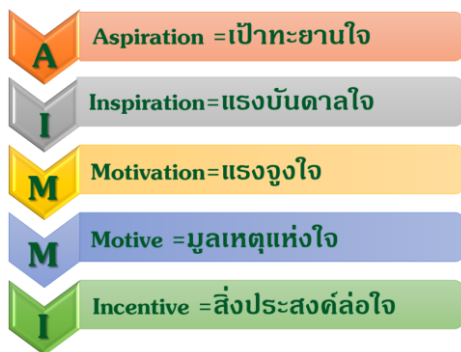 A Aspiration =เป้าทะยานใจ
I Inspiration=แรงบันดาลใจ
M Motivation=แรงจูงใจ
M Motive =มูลเหตุแห่งใจ
I Incentive =สิ่งประสงค์ล่อใจ